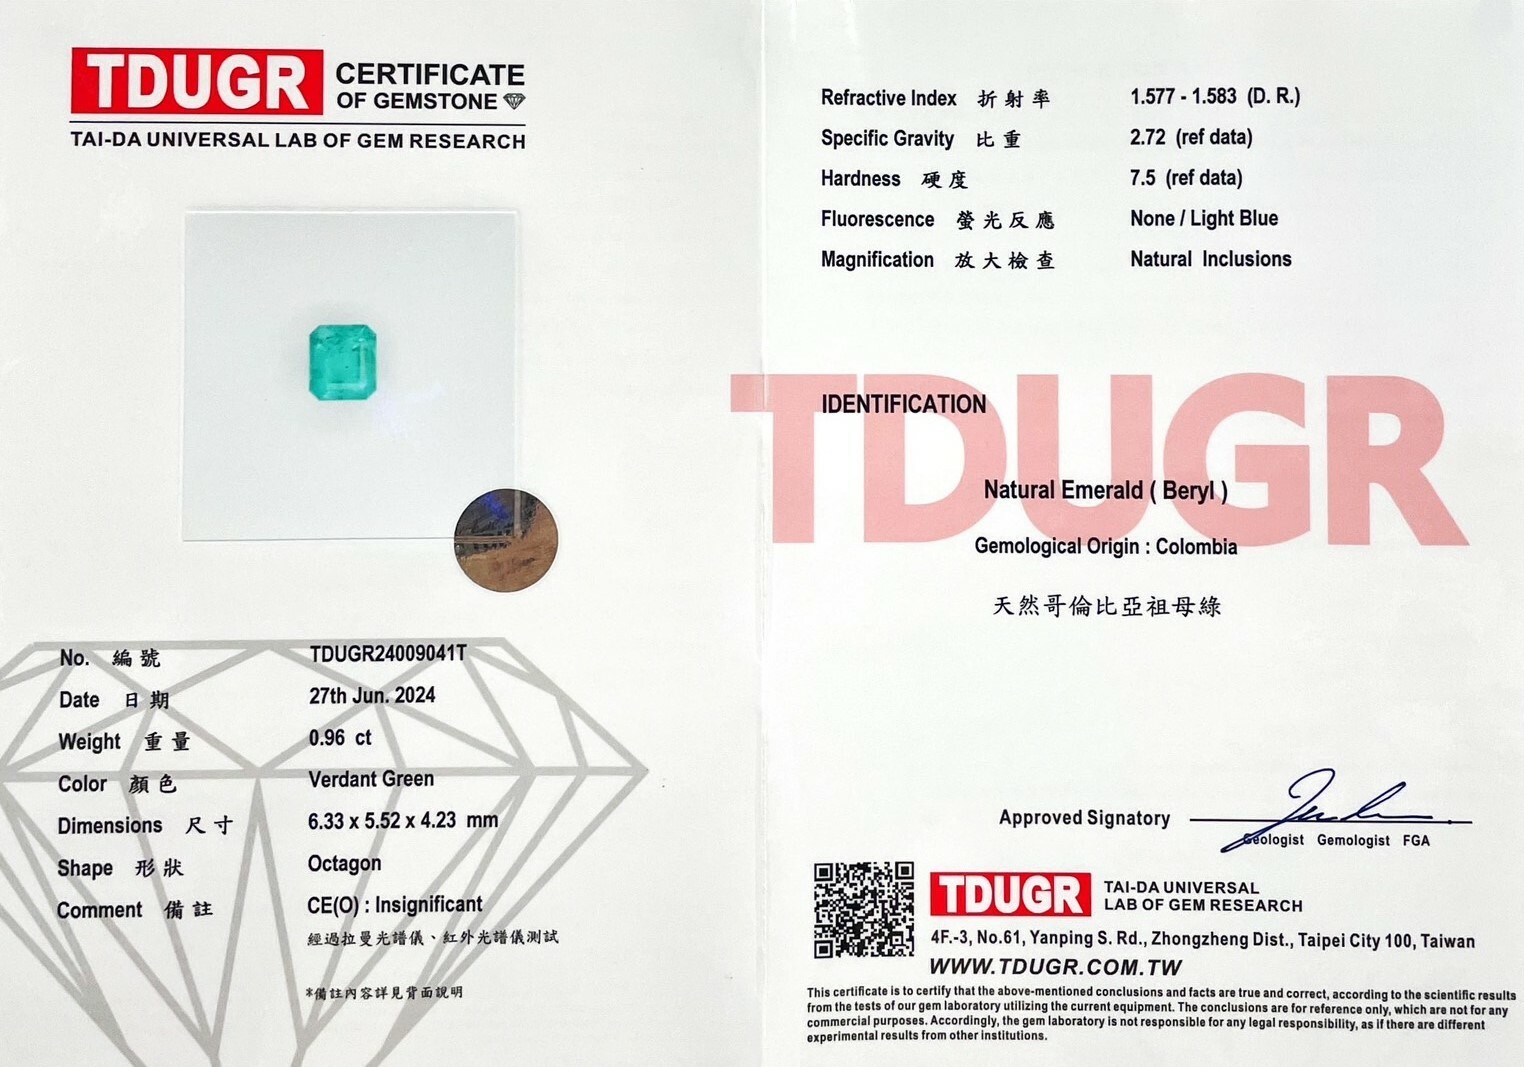 TDUGR CERTIFICATE
OF GEMSTONE
TAI-DA UNIVERSAL LAB OF GEM RESEARCH
No. 編號 TDUGR24009041T
Date 日期 27th Jun. 2024
Weight 重量 0.96 ct
Color 顏色 Verdant Green
Dimensions 尺寸 6.33 x 5.52 x 4.23 mm
Shape 形狀 Octagon
Comment 備註 CE(O) : Insignificant
經過拉曼光譜儀、紅外光譜儀測試
*備註內容詳見背面說明
Refractive Index 折射率 1.577 - 1.583 (D. R.)
Specific Gravity 比重 2.72 (ref data)
Hardness 硬度 7.5 (ref data)
Fluorescence 螢光反應 None / Light Blue
Magnification 放大檢查 Natural Inclusions
TDUGR
IDENTIFICATION
Natural Emerald ( Beryl )
Gemological Origin : Colombia
天然哥倫比亞祖母綠
Approved Signatory
Geologist Gemologist FGA
TDUGR TAI-DA UNIVERSAL
LAB OF GEM RESEARCH
4F.-3, No.61, Yanping S. Rd., Zhongzheng Dist., Taipei City 100, Taiwan
WWW.TDUGR.COM.TW
This certificate is to certify that the above-mentioned conclusions and facts are true and correct, according to the scientific results
from the tests of our gem laboratory utilizing the current equipment. The conclusions are for reference only, which are not for any
commercial purposes. Accordingly, the gem laboratory is not responsible for any legal responsibility, as if there are different
experimental results from other institutions.